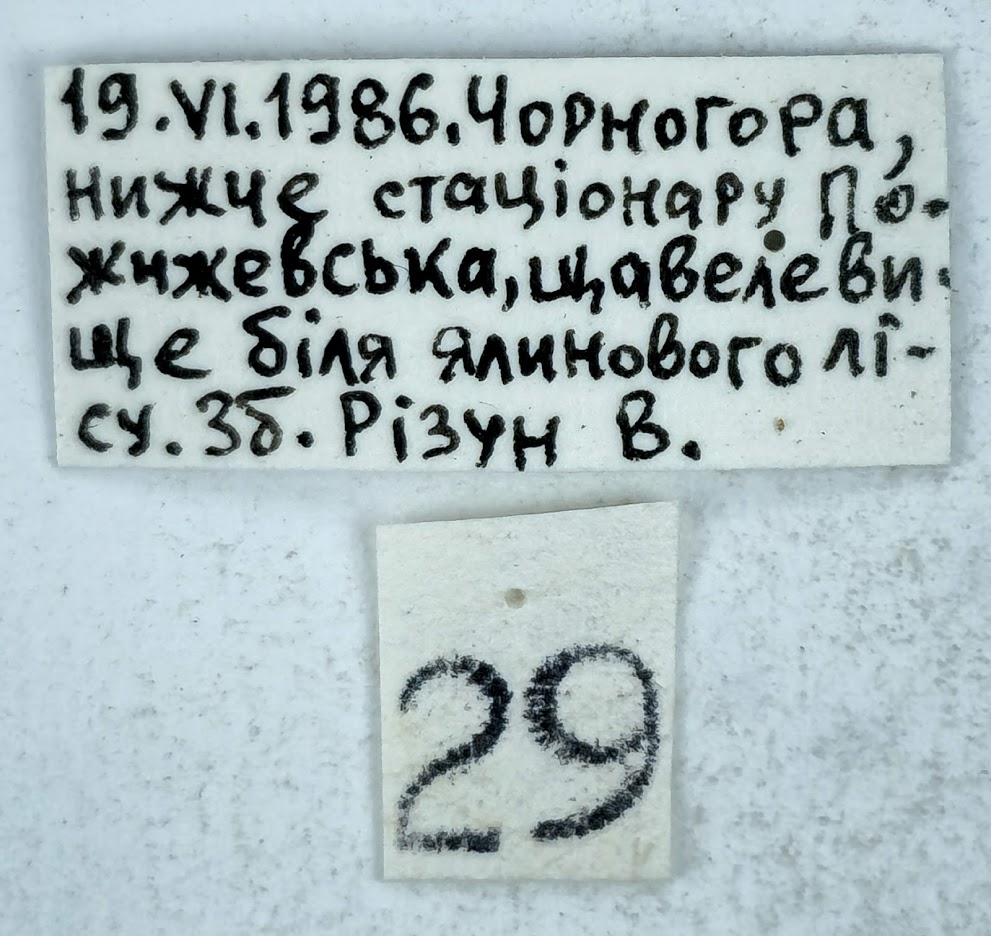 19.VI.1986. Чорногора,
нижче стаціонару По-
жижевська, щавелеви-
ще біля ялинового лі-
су. Зб. Різун В.
29